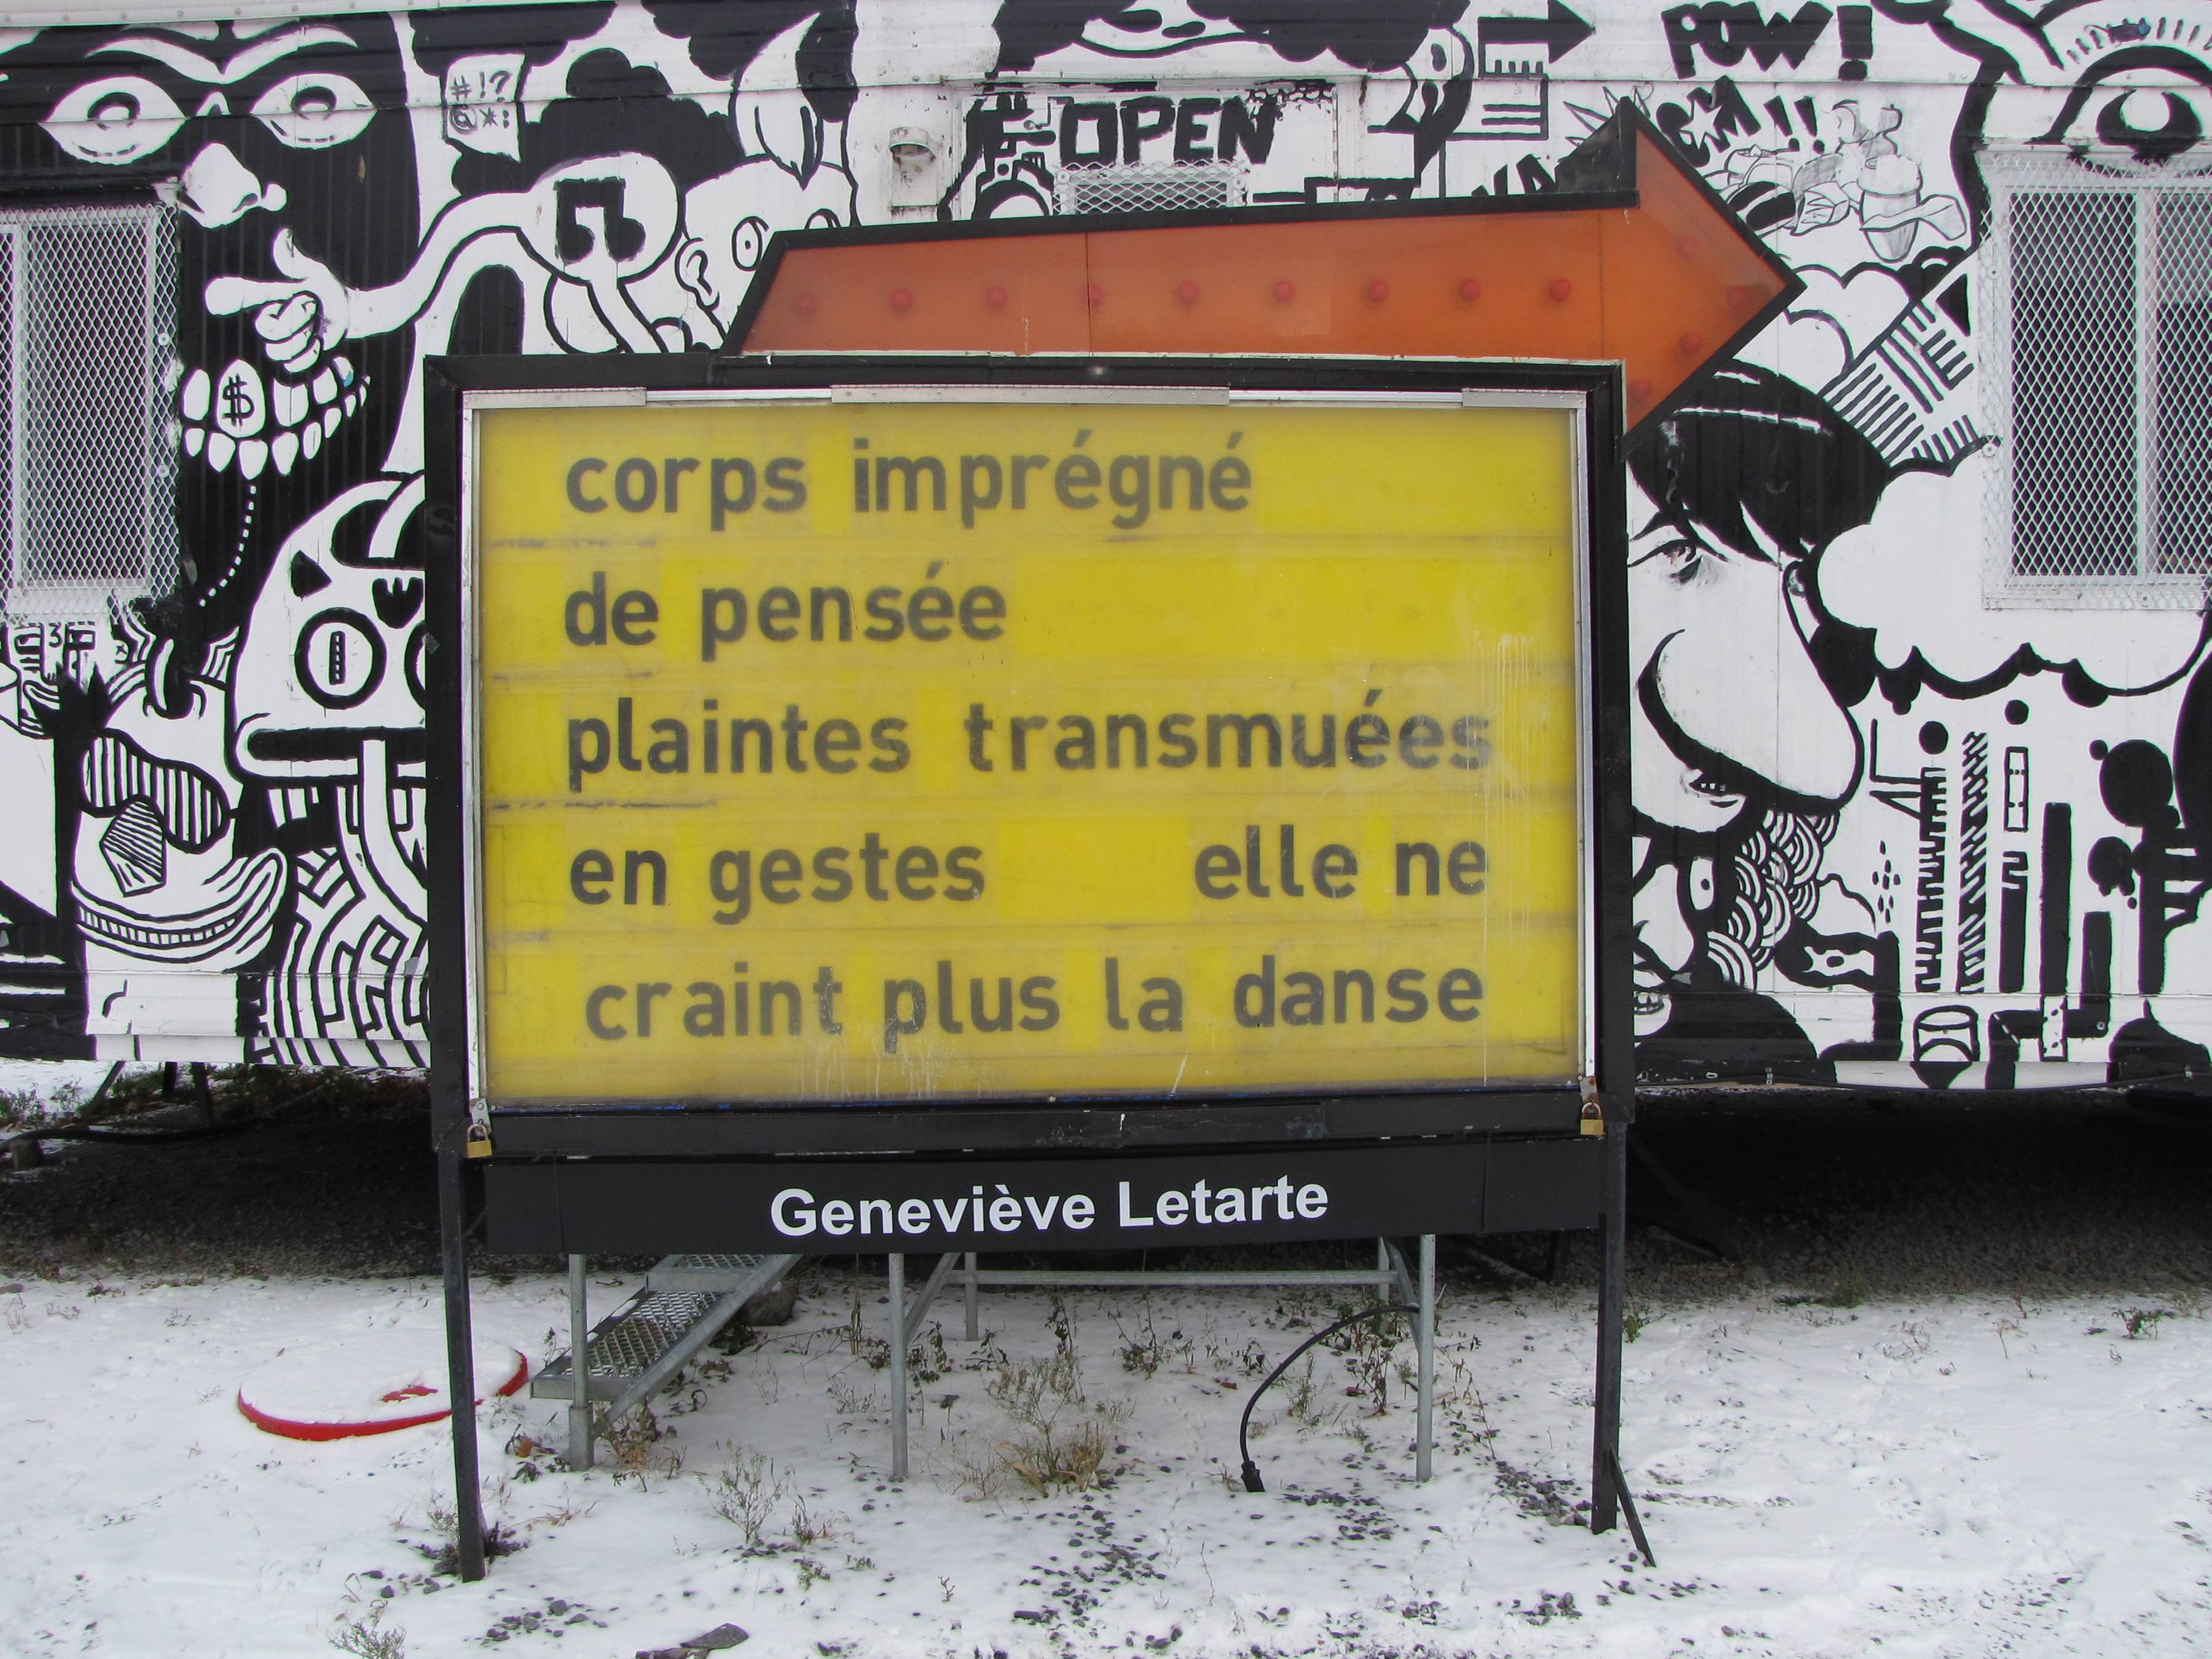 #!?
@*!
POW!
OPEN
$
corps imprégné
de pensée
plaintes transmuées
en gestes elle ne
craint plus la danse
Geneviève Letarte